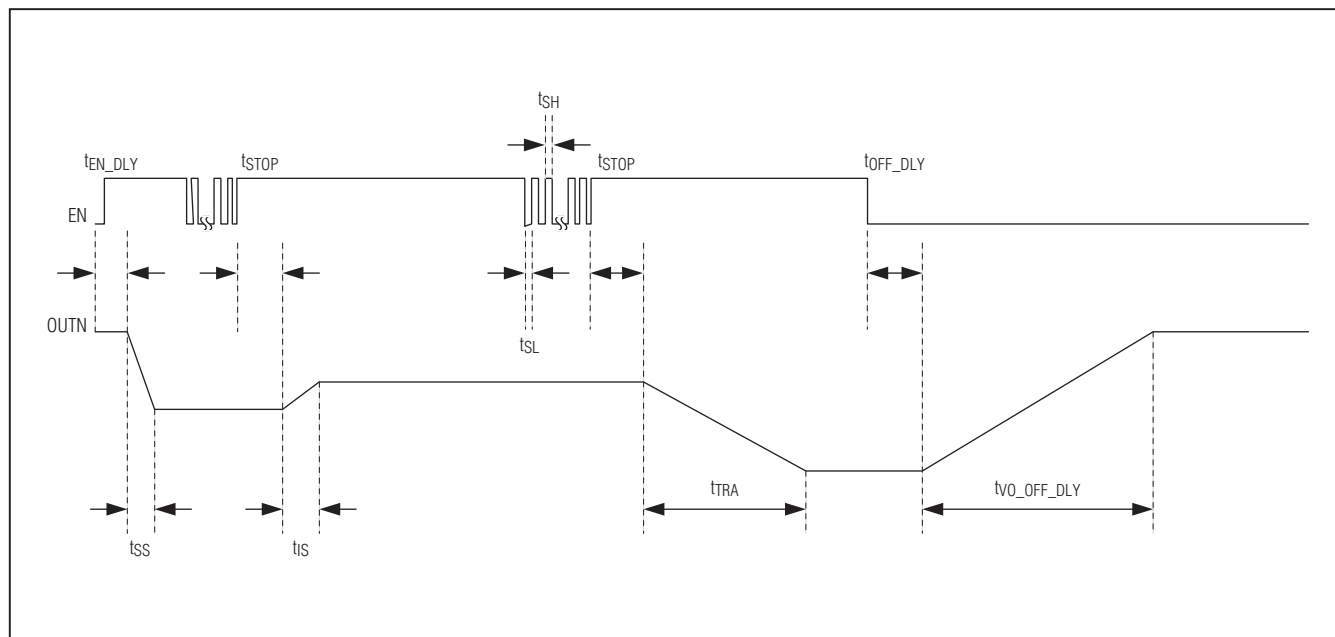 tSH
tEN_DLY
tSTOP
tSTOP
tOFF_DLY
EN
OUTN
tSL
tTRA
tVO_OFF_DLY
tSS
tIS